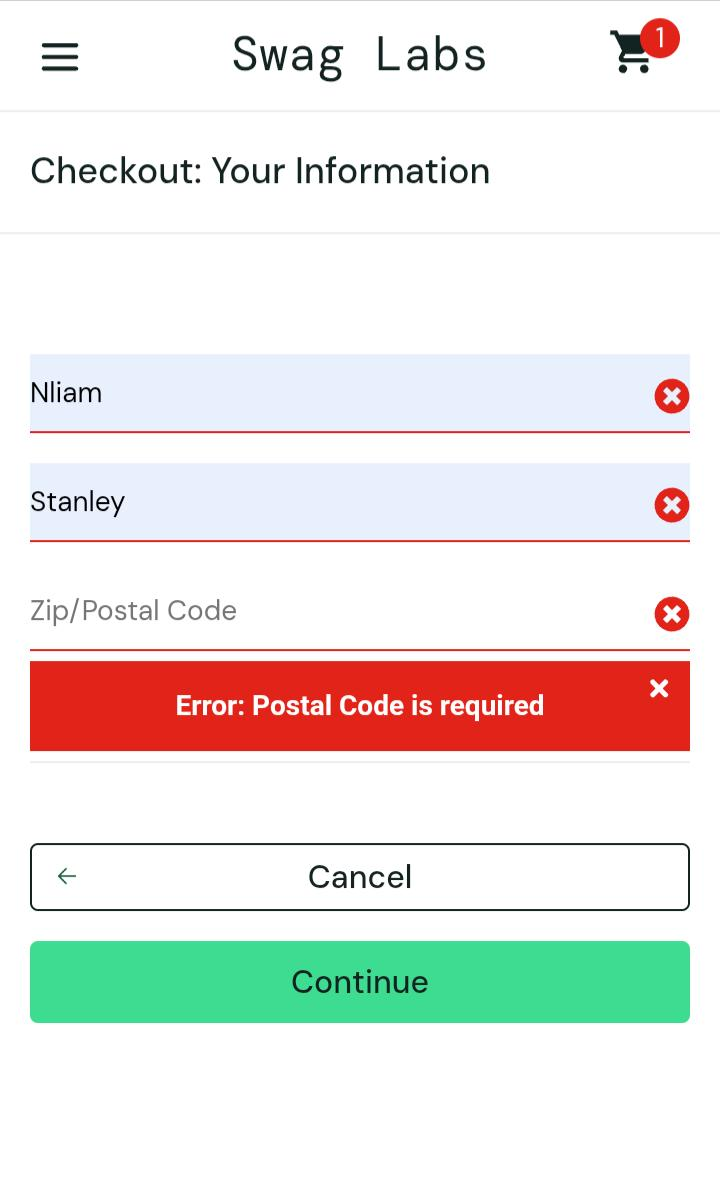 Swag Labs
1
Checkout: Your Information
Nliam
Stanley
Zip/Postal Code
Error: Postal Code is required
Cancel
Continue